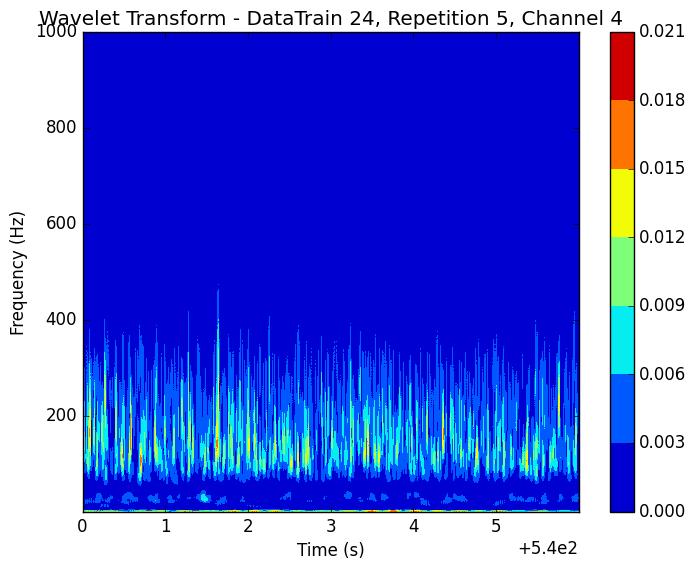 Wavelet Transform - DataTrain 24, Repetition 5, Channel 4
1000
800
600
400
200
Frequency (Hz)
0 1 2 3 4 5
Time (s)
+5.4e2
0.021
0.018
0.015
0.012
0.009
0.006
0.003
0.000